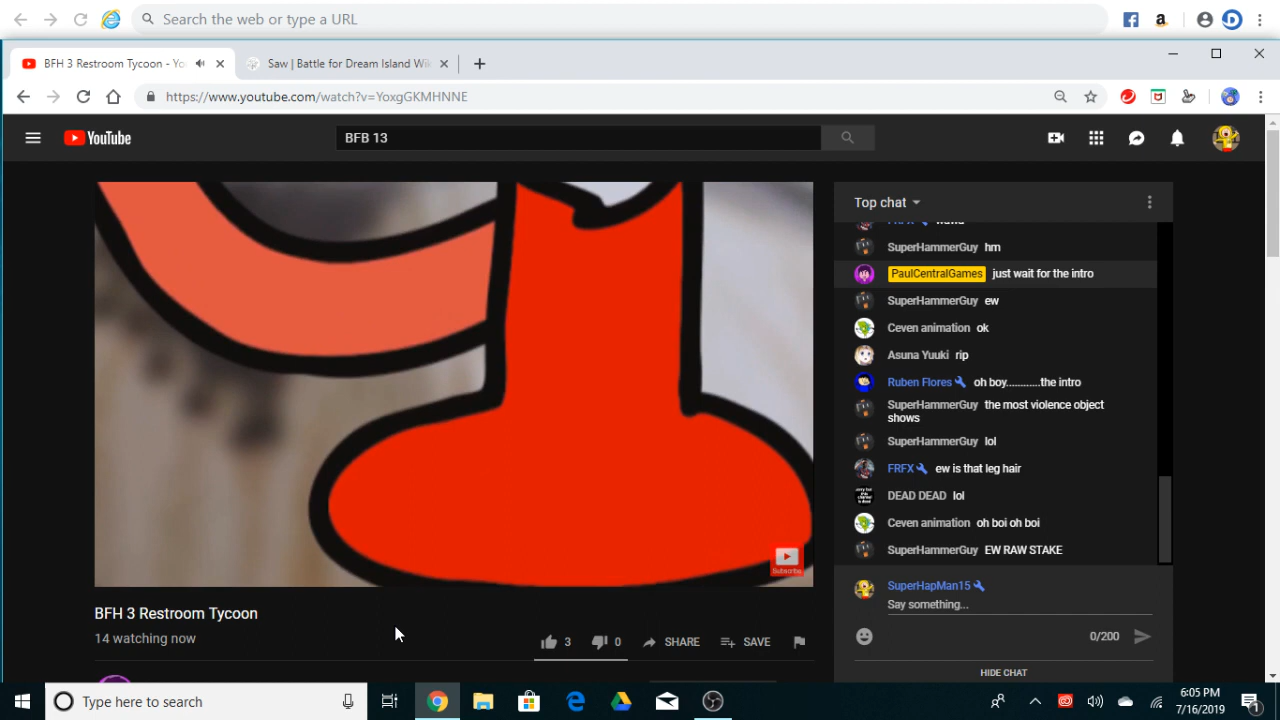 Search the web or type a URL
BFH 3 Restroom Tycoon - Yo
Saw | Battle for Dream Island Wik
https://www.youtube.com/watch?v=YoxgGKMHNNE
YouTube
BFB 13
Top chat
FRFX
SuperHammerGuy hm
PaulCentralGames just wait for the intro
SuperHammerGuy ew
Ceven animation ok
Asuna Yuuki rip
Ruben Flores oh boy............the intro
SuperHammerGuy the most violence object
shows
SuperHammerGuy lol
FRFX ew is that leg hair
DEAD DEAD lol
Ceven animation oh boi oh boi
SuperHammerGuy EW RAW STAKE
Subscribe
SuperHapMan15
Say something...
0/200
HIDE CHAT
BFH 3 Restroom Tycoon
14 watching now
3 0 SHARE SAVE
Type here to search
6:05 PM
7/16/2019
1